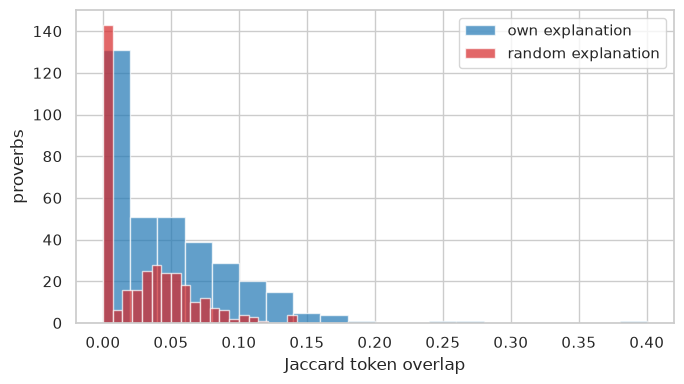 140
120
100
80
60
40
20
0
proverbs
own explanation
random explanation
0.00 0.05 0.10 0.15 0.20 0.25 0.30 0.35 0.40
Jaccard token overlap